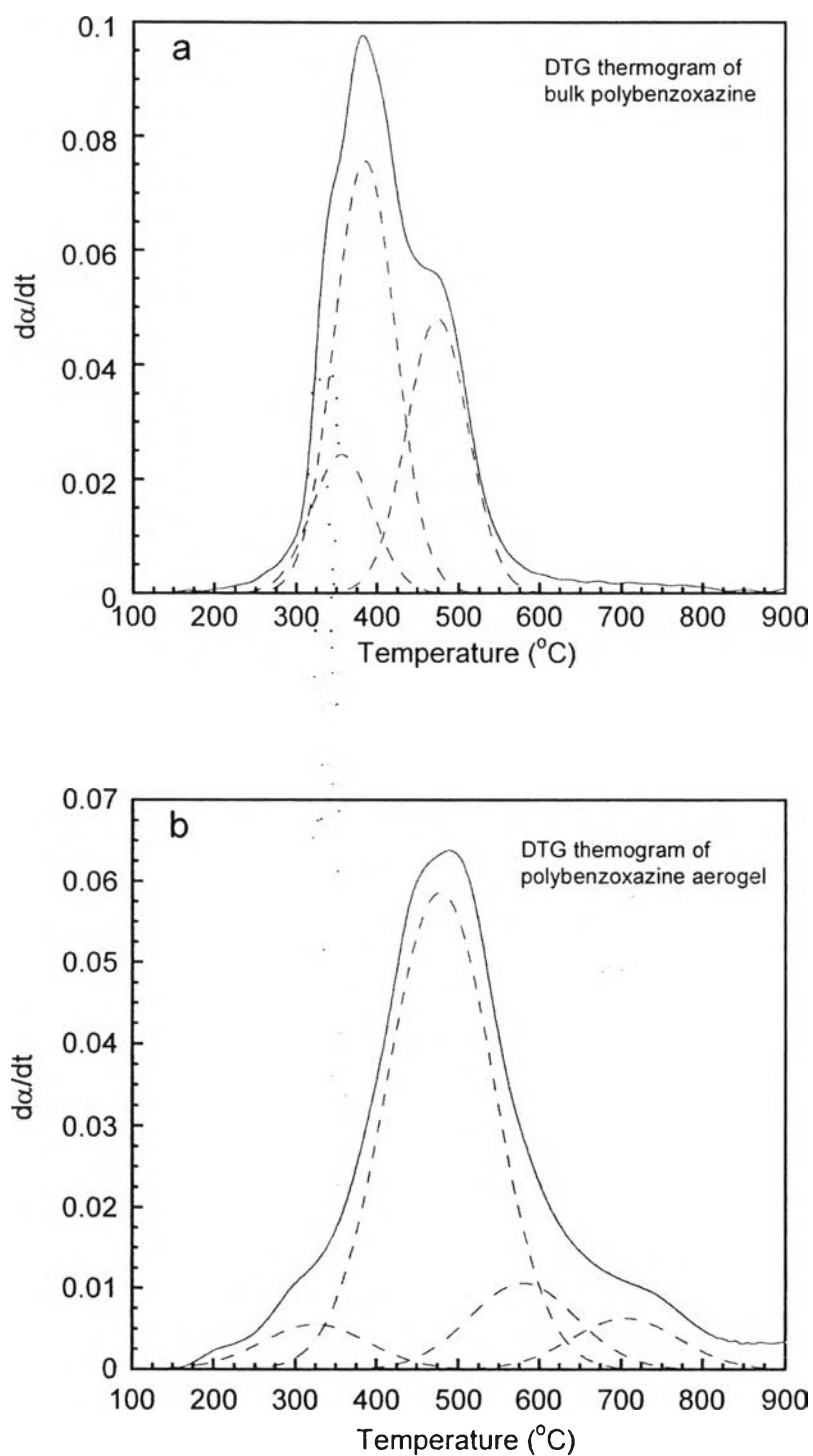 a
DTG thermogram of
bulk polybenzoxazine
0.1
0.08
0.06
0.04
0.02
0
dα/dt
100 200 300 400 500 600 700 800 900
Temperature (°C)
b
DTG themogram of
polybenzoxazine aerogel
0.07
0.06
0.05
0.04
0.03
0.02
0.01
0
dα/dt
100 200 300 400 500 600 700 800 900
Temperature (°C)